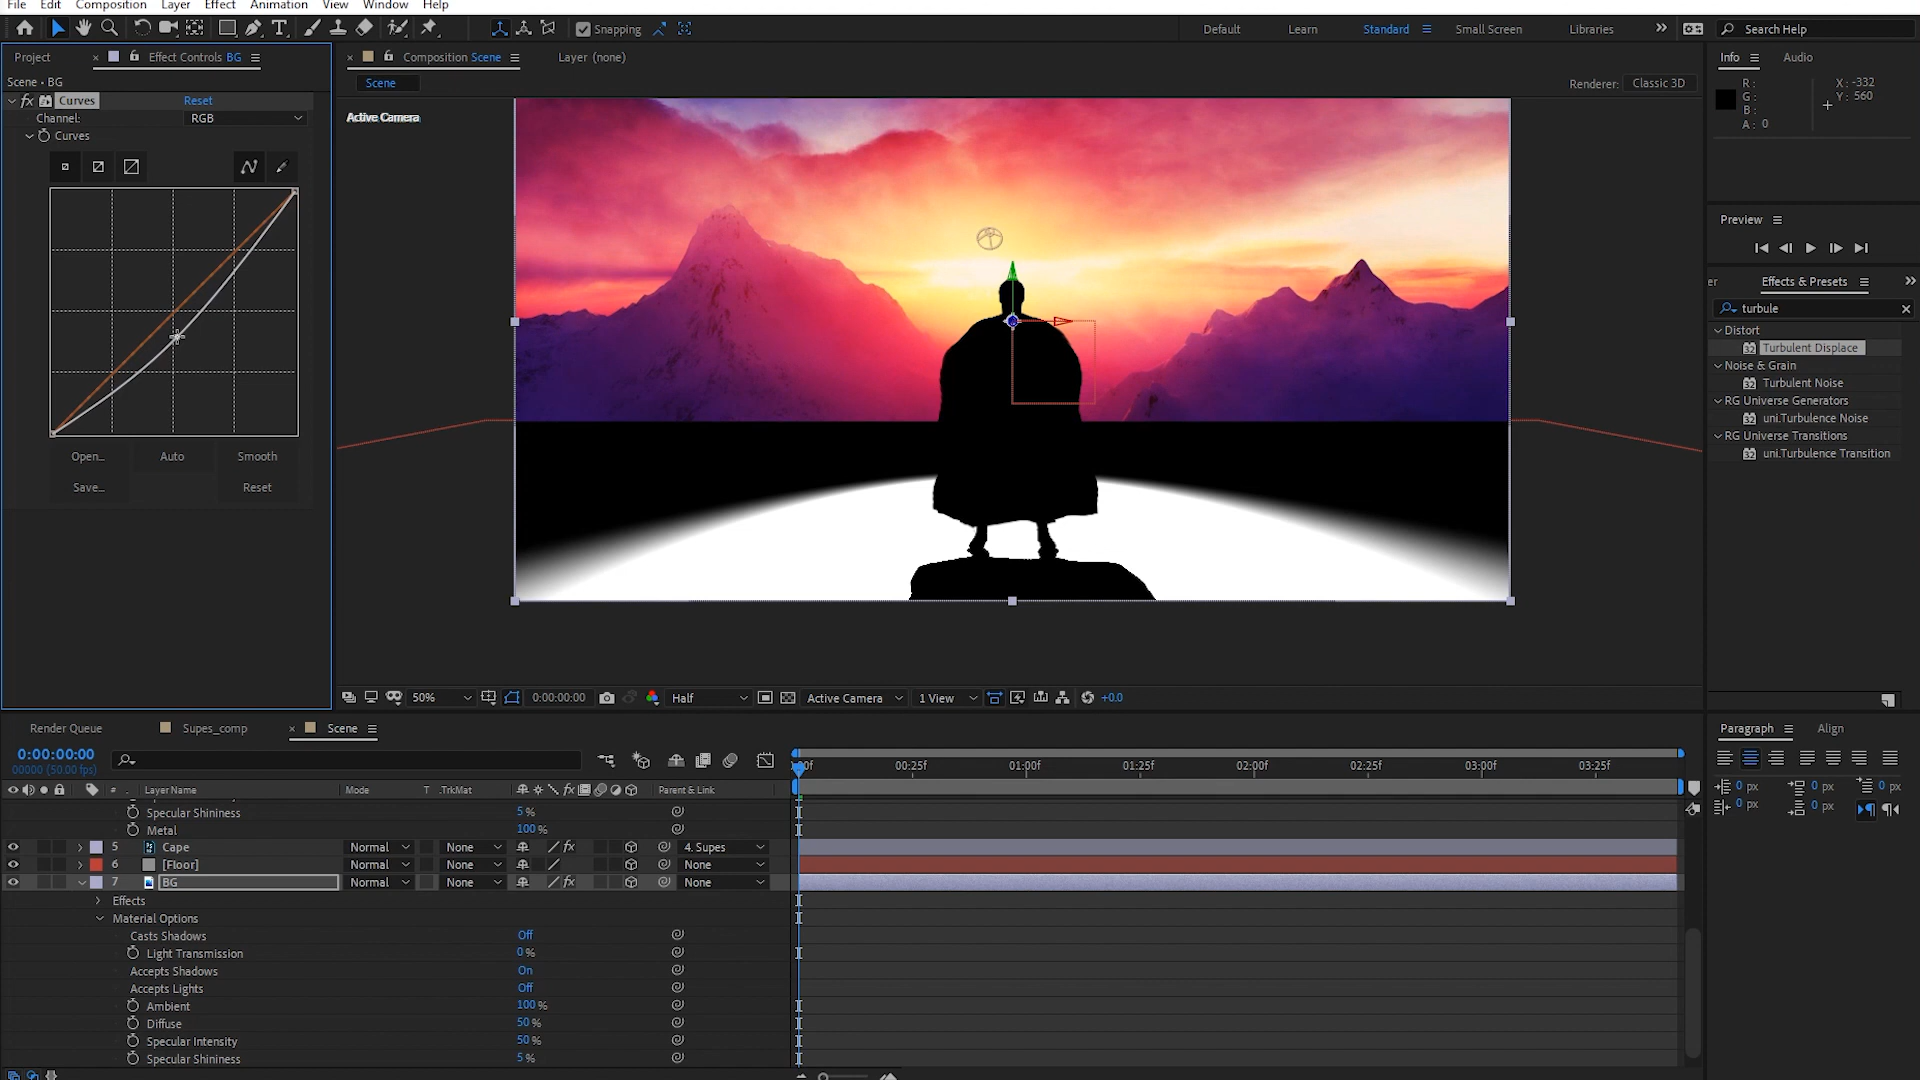 File Edit Composition Layer Effect Animation View Window Help
Snapping
Default Learn Standard Small Screen Libraries Search Help
Project Effect Controls BG
Composition Scene Layer (none)
Info Audio
Scene • BG
Scene
Renderer: Classic 3D
R: X: -332
G: Y: 560
B:
A: 0
fx Curves Reset
Channel: RGB
Curves
Active Camera
Open... Auto Smooth
Save... Reset
Preview
er Effects & Presets
turbule
Distort
Turbulent Displace
Noise & Grain
Turbulent Noise
RG Universe Generators
uni.Turbulence Noise
RG Universe Transitions
uni.Turbulence Transition
50% 0:00:00:00 Half Active Camera 1 View +0.0
Render Queue Supes_comp Scene
Paragraph Align
0:00:00:00
00000 (50.00 fps)
00:25f 01:00f 01:25f 02:00f 02:25f 03:00f 03:25f
# Layer Name Mode T .TrkMat Parent & Link
0 px 0 px 0 px
0 px 0 px
Specular Shininess 5 %
Metal 100 %
5 Cape Normal None 4. Supes
6 [Floor] Normal None None
7 BG Normal None None
Effects
Material Options
Casts Shadows Off
Light Transmission 0 %
Accepts Shadows On
Accepts Lights Off
Ambient 100 %
Diffuse 50 %
Specular Intensity 50 %
Specular Shininess 5 %